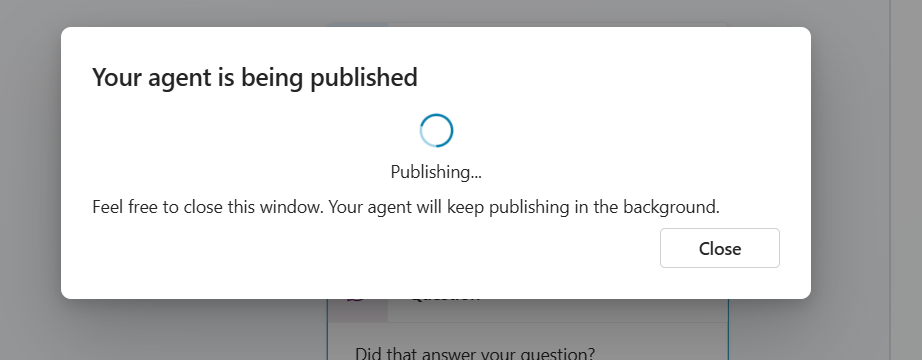 Your agent is being published
Publishing...
Feel free to close this window. Your agent will keep publishing in the background.
Close
Question
Did that answer your question?